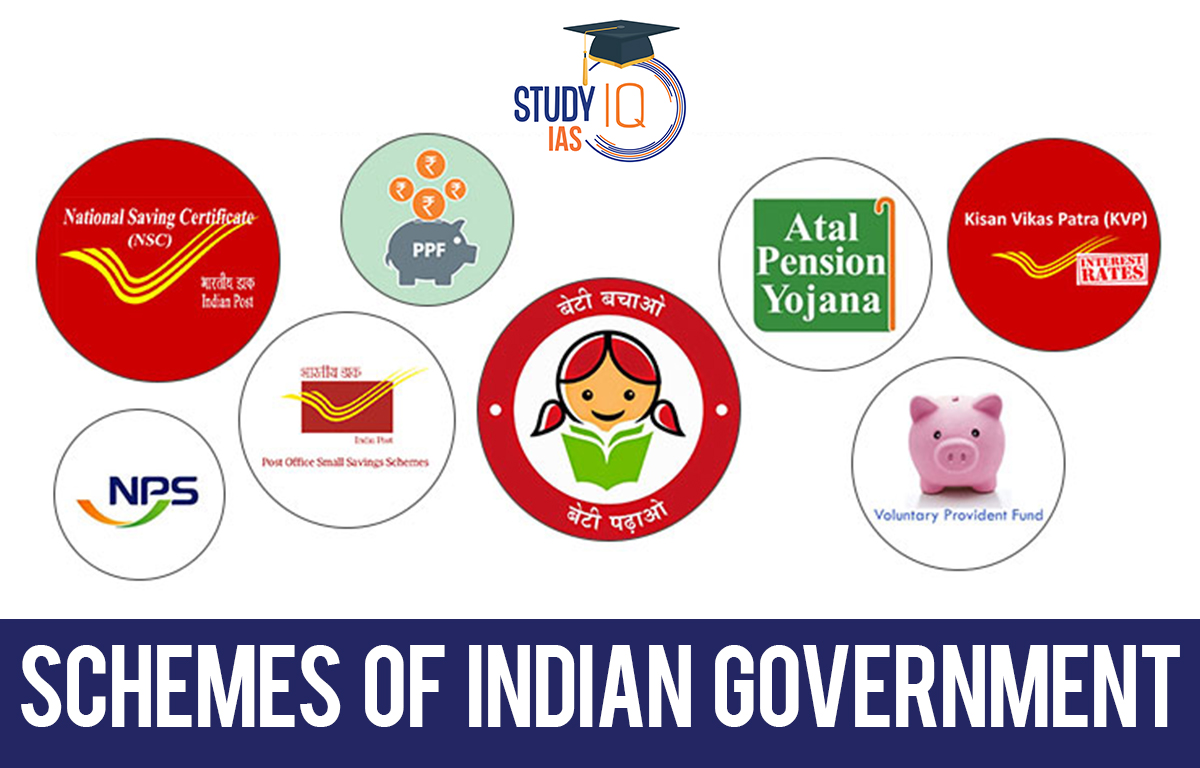 STUDY IQ
IAS
National Saving Certificate
(NSC)
भारतीय डाक
Indian Post
₹
₹ ₹
₹
PPF
Atal
Pension
Yojana
Kisan Vikas Patra (KVP)
INTEREST
RATES
भारतीय डाक
India Post
Post Office Small Savings Schemes
बेटी बचाओ
बेटी पढ़ाओ
NPS
Voluntary Provident Fund
SCHEMES OF INDIAN GOVERNMENT